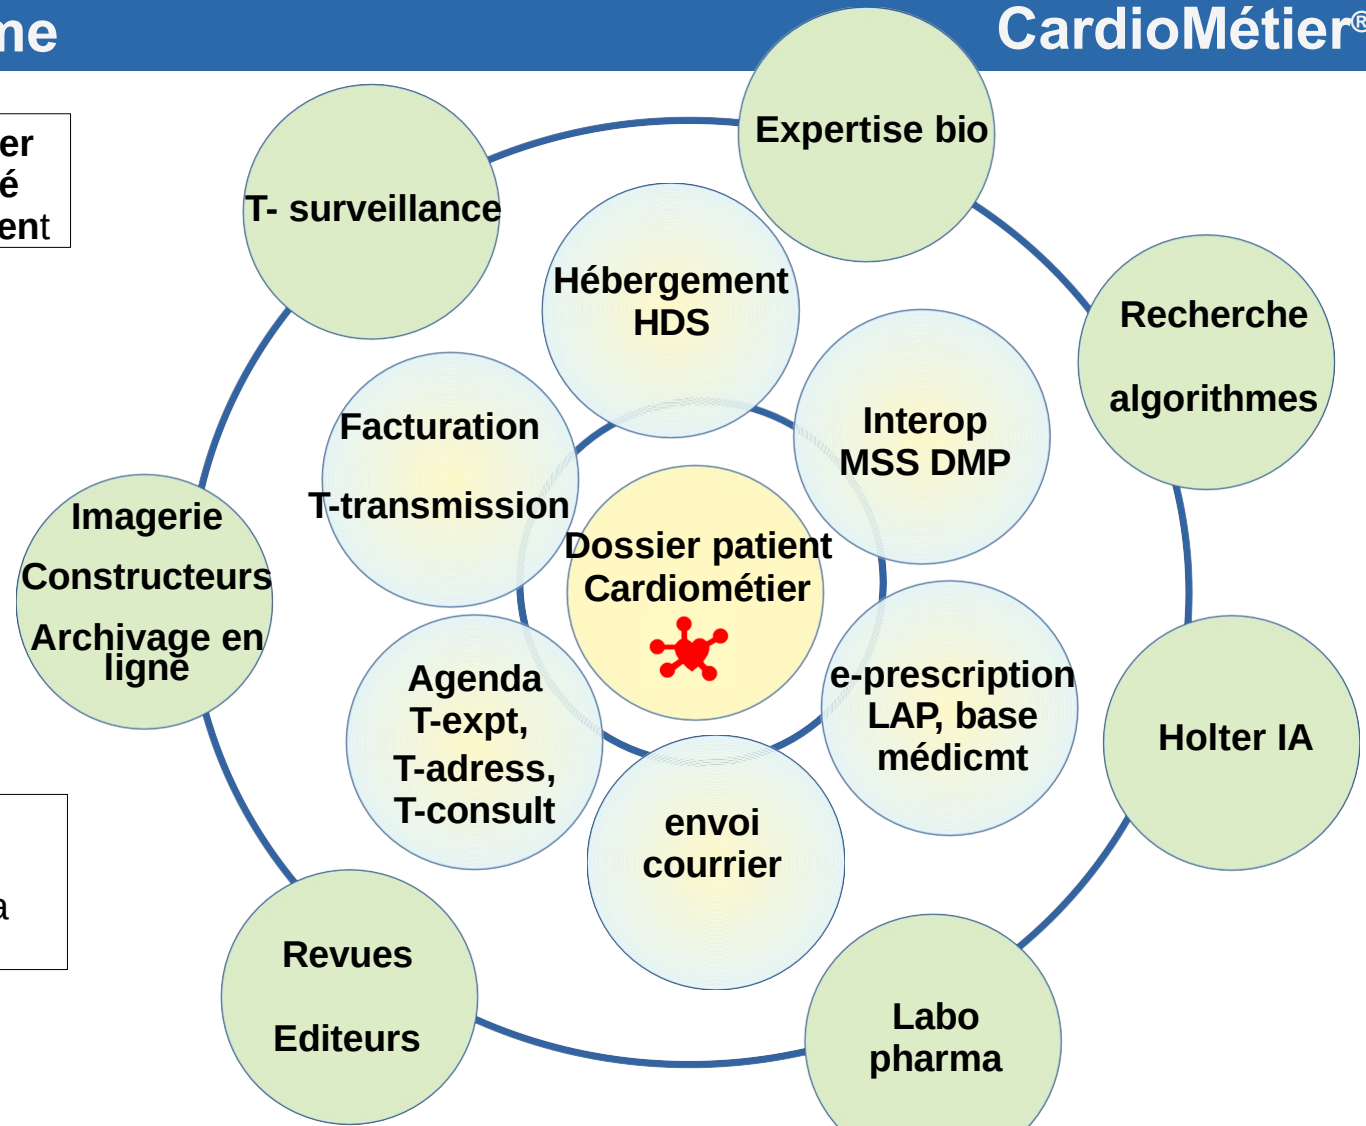 me
CardioMétier®
er
é
ent
Expertise bio
T- surveillance
Hébergement
HDS
Recherche
algorithmes
Interop
MSS DMP
Facturation
T-transmission
Imagerie
Constructeurs
Archivage en
ligne
Dossier patient
Cardiométier
e-prescription
LAP, base
médicmt
Agenda
T-expt,
T-adress,
T-consult
Holter IA
envoi
courrier
a
Revues
Editeurs
Labo
pharma